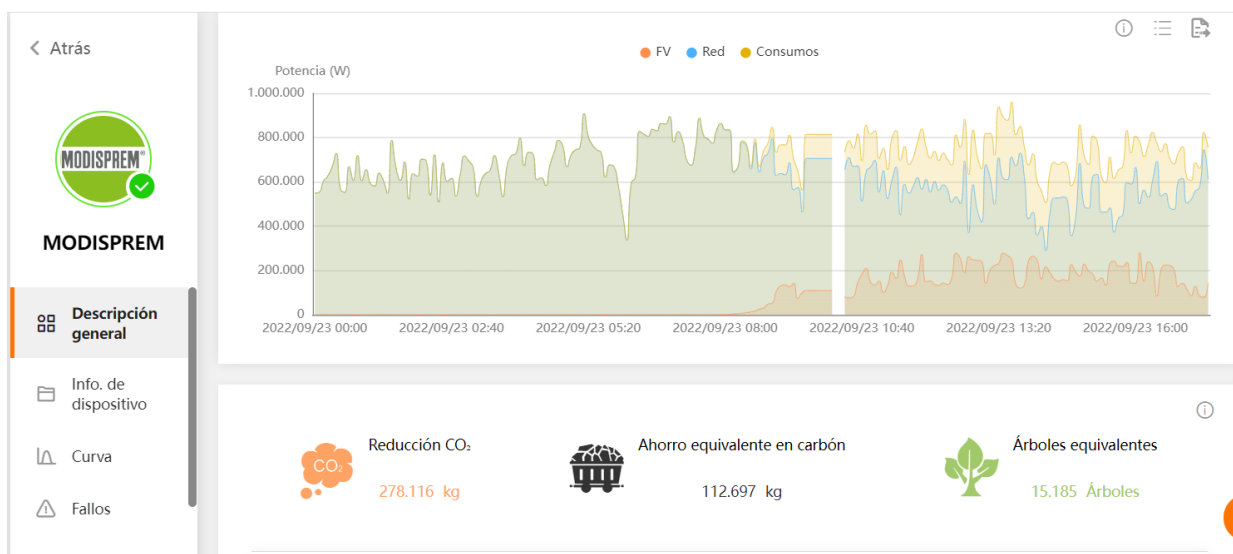 Atrás
MODISPREM®
MODISPREM
Descripción
general
Info. de
dispositivo
Curva
Fallos
FV Red Consumos
Potencia (W)
1.000.000
800.000
600.000
400.000
200.000
0
2022/09/23 00:00 2022/09/23 02:40 2022/09/23 05:20 2022/09/23 08:00 2022/09/23 10:40 2022/09/23 13:20 2022/09/23 16:00
CO₂
Reducción CO₂
278.116 kg
Ahorro equivalente en carbón
112.697 kg
Árboles equivalentes
15.185 Árboles